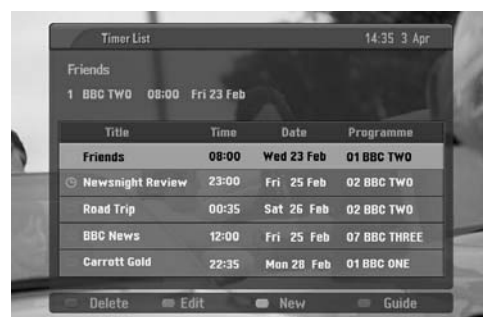 Timer List 14:35 3 Apr
Friends
1 BBC TWO 08:00 Fri 23 Feb
Title Time Date Programme
Friends 08:00 Wed 23 Feb 01 BBC TWO
Newsnight Review 23:00 Fri 25 Feb 02 BBC TWO
Road Trip 00:35 Sat 26 Feb 02 BBC TWO
BBC News 12:00 Fri 25 Feb 07 BBC THREE
Carrott Gold 22:35 Mon 28 Feb 01 BBC ONE
Delete Edit New Guide